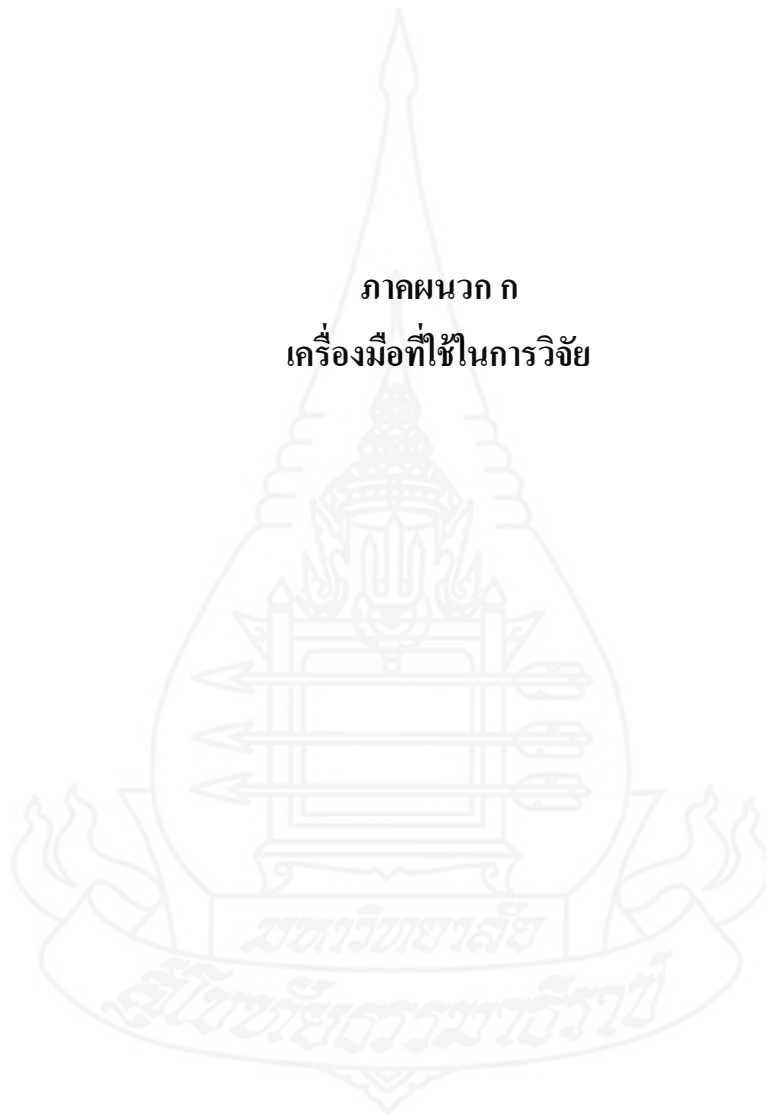 ภาคผนวก ก
เครื่องมือที่ใช้ในการวิจัย
มหาวิทยาลัย
สุโขทัยธรรมาธิราช